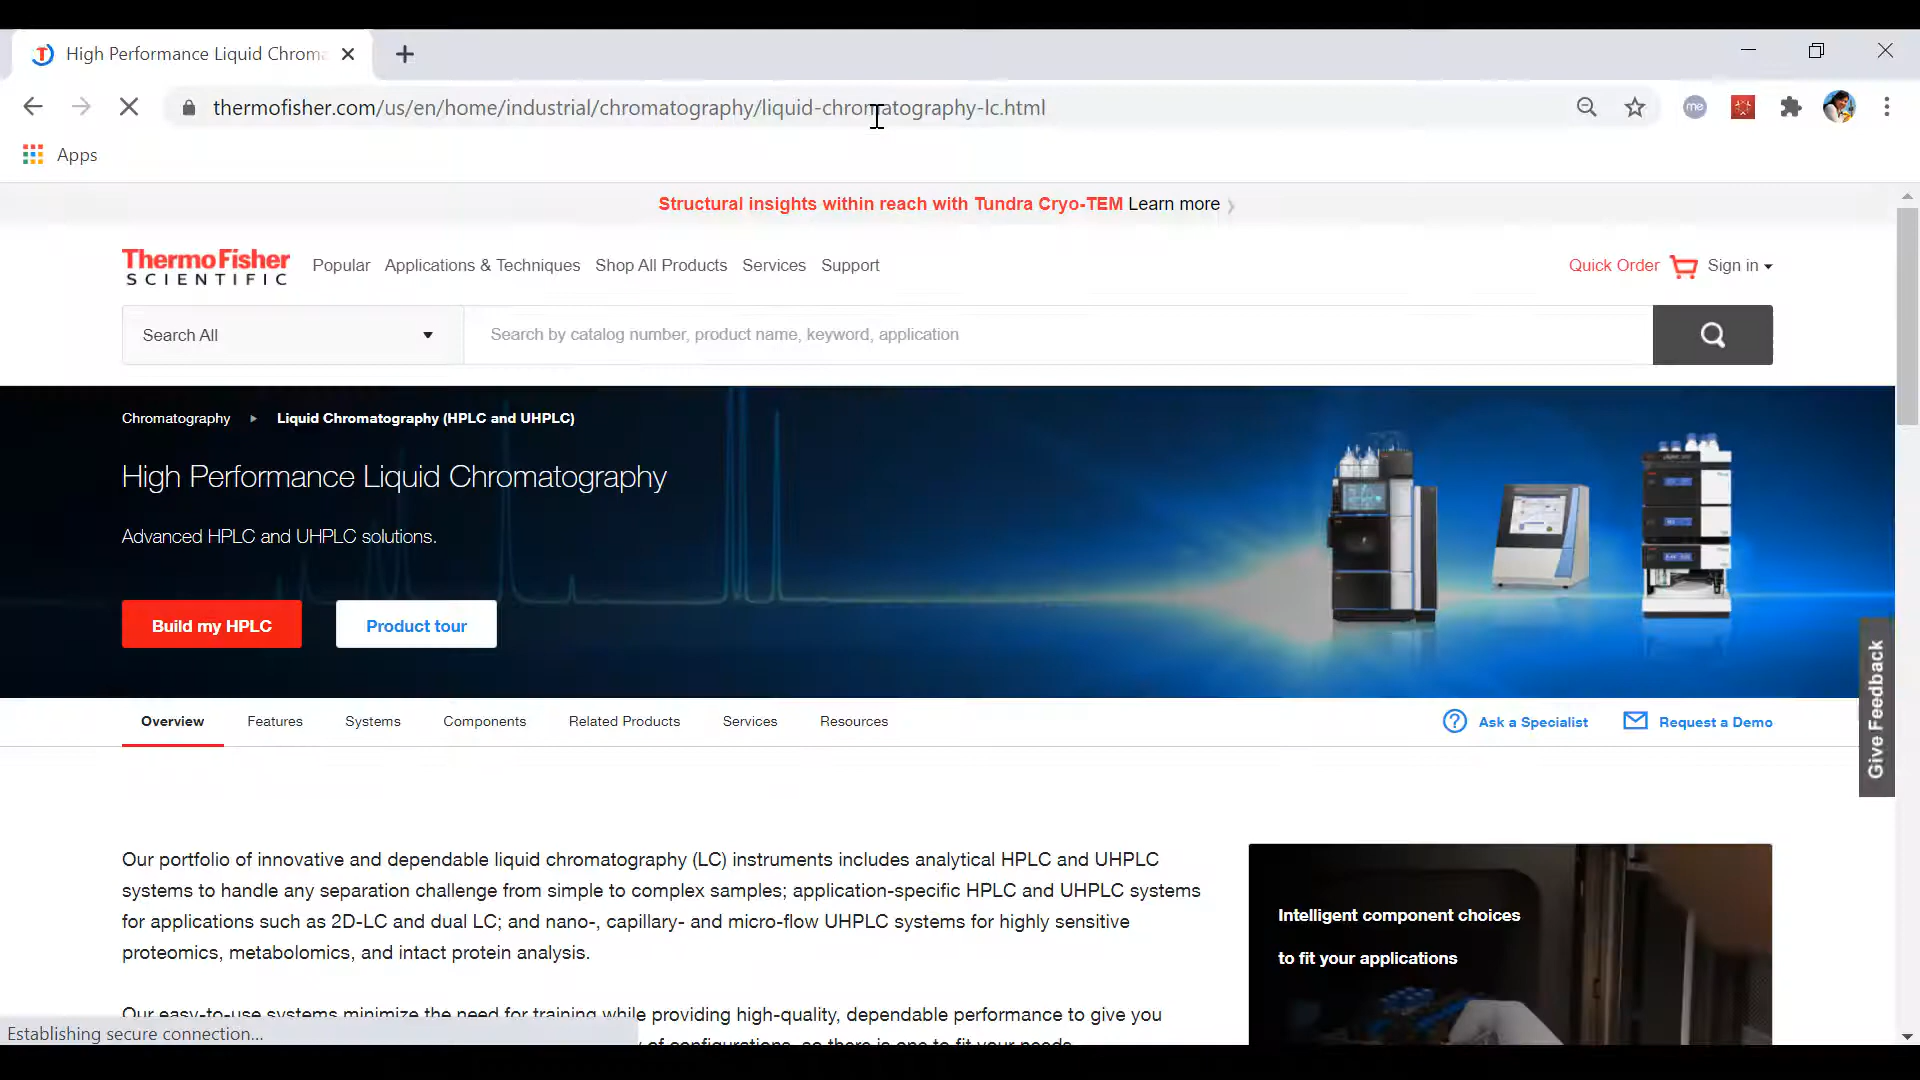 High Performance Liquid Chroma
thermofisher.com/us/en/home/industrial/chromatography/liquid-chromatography-lc.html
me
Apps
Structural insights within reach with Tundra Cryo-TEM Learn more
ThermoFisher
SCIENTIFIC
Popular Applications & Techniques Shop All Products Services Support
Quick Order Sign in
Search All
Search by catalog number, product name, keyword, application
Chromatography Liquid Chromatography (HPLC and UHPLC)
High Performance Liquid Chromatography
Advanced HPLC and UHPLC solutions.
Build my HPLC Product tour
Give Feedback
Overview Features Systems Components Related Products Services Resources
Ask a Specialist Request a Demo
Our portfolio of innovative and dependable liquid chromatography (LC) instruments includes analytical HPLC and UHPLC
systems to handle any separation challenge from simple to complex samples; application-specific HPLC and UHPLC systems
for applications such as 2D-LC and dual LC; and nano-, capillary- and micro-flow UHPLC systems for highly sensitive
proteomics, metabolomics, and intact protein analysis.
Intelligent component choices
to fit your applications
Our easy-to-use systems minimize the need for training while providing high-quality, dependable performance to give you
of configurations, so there is one to fit your needs.
Establishing secure connection...